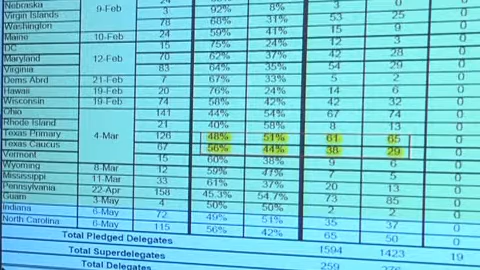 Nebraska 24
Virgin Islands 9-Feb 3 92% 8% 3 0 0
Washington 78 68% 31% 53 25 0
Maine 10-Feb 24 59% 41% 15 9 0
DC 15 75% 24% 12 3 0
Maryland 12-Feb 70 62% 37% 42 28 0
Virginia 83 64% 35% 54 29 0
Dems Abrd 21-Feb 7 67% 33% 5 2 0
Hawaii 19-Feb 20 76% 24% 14 6 0
Wisconsin 19-Feb 74 58% 42% 42 32 0
Ohio 141 44% 54% 67 74 0
Rhode Island 21 40% 58% 8 13 0
Texas Primary 4-Mar 126 48% 51% 61 65 0
Texas Caucus 67 56% 44% 38 29 0
Vermont 15 60% 38% 9 6 0
Wyoming 8-Mar 12 59% 41% 7 5 0
Mississippi 11-Mar 33 61% 37% 20 13 0
Pennsylvania 22-Apr 158 45.3% 54.7% 73 85 0
Guam 3-May 4 50% 50% 2 2 0
Indiana 6-May 72 49% 51% 35 37 0
North Carolina 6-May 115 56% 42% 65 50 0
Total Pledged Delegates 1594 1423 19
Total Superdelegates 259
Total Delegates